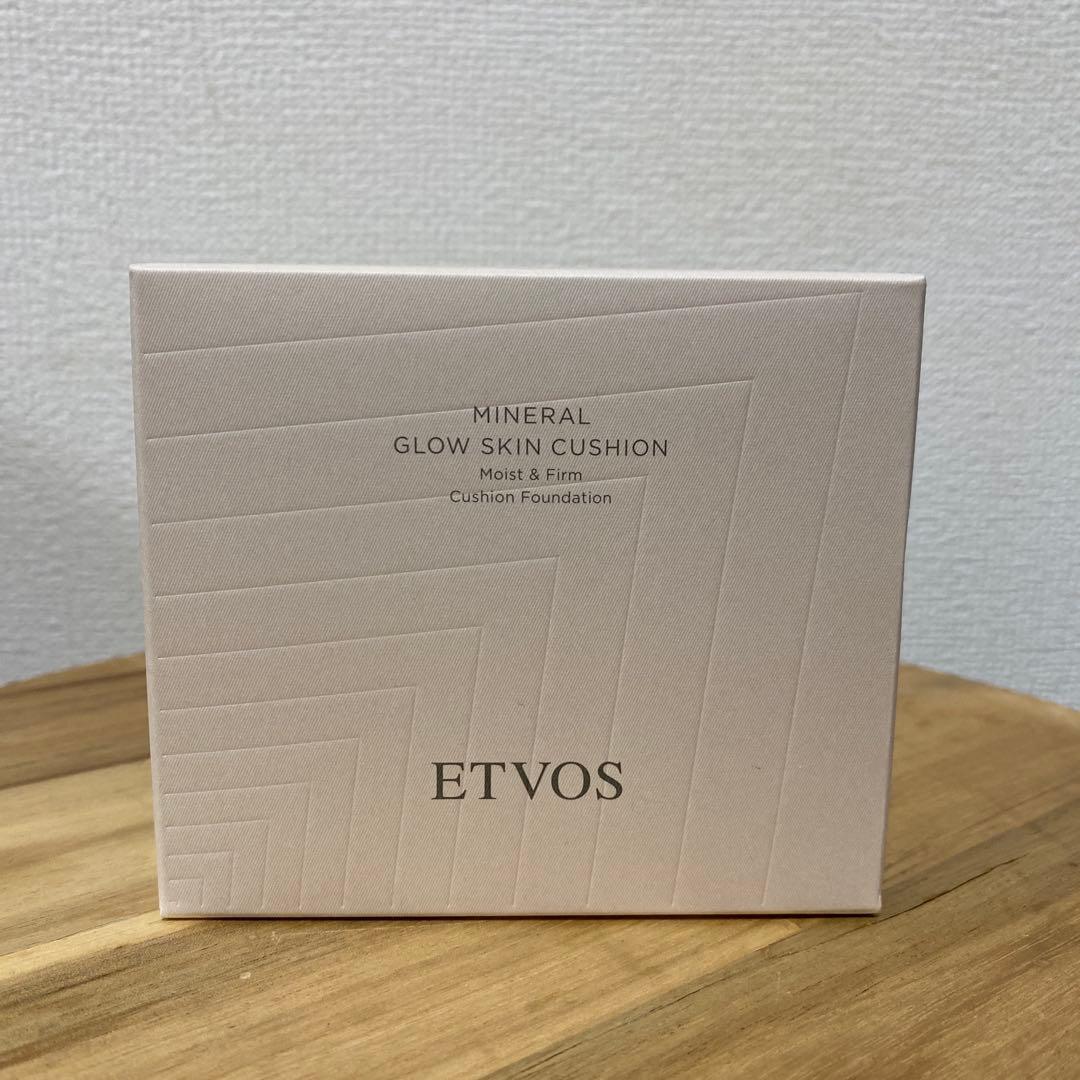 MINERAL
GLOW SKIN CUSHION
Moist & Firm
Cushion Foundation
ETVOS